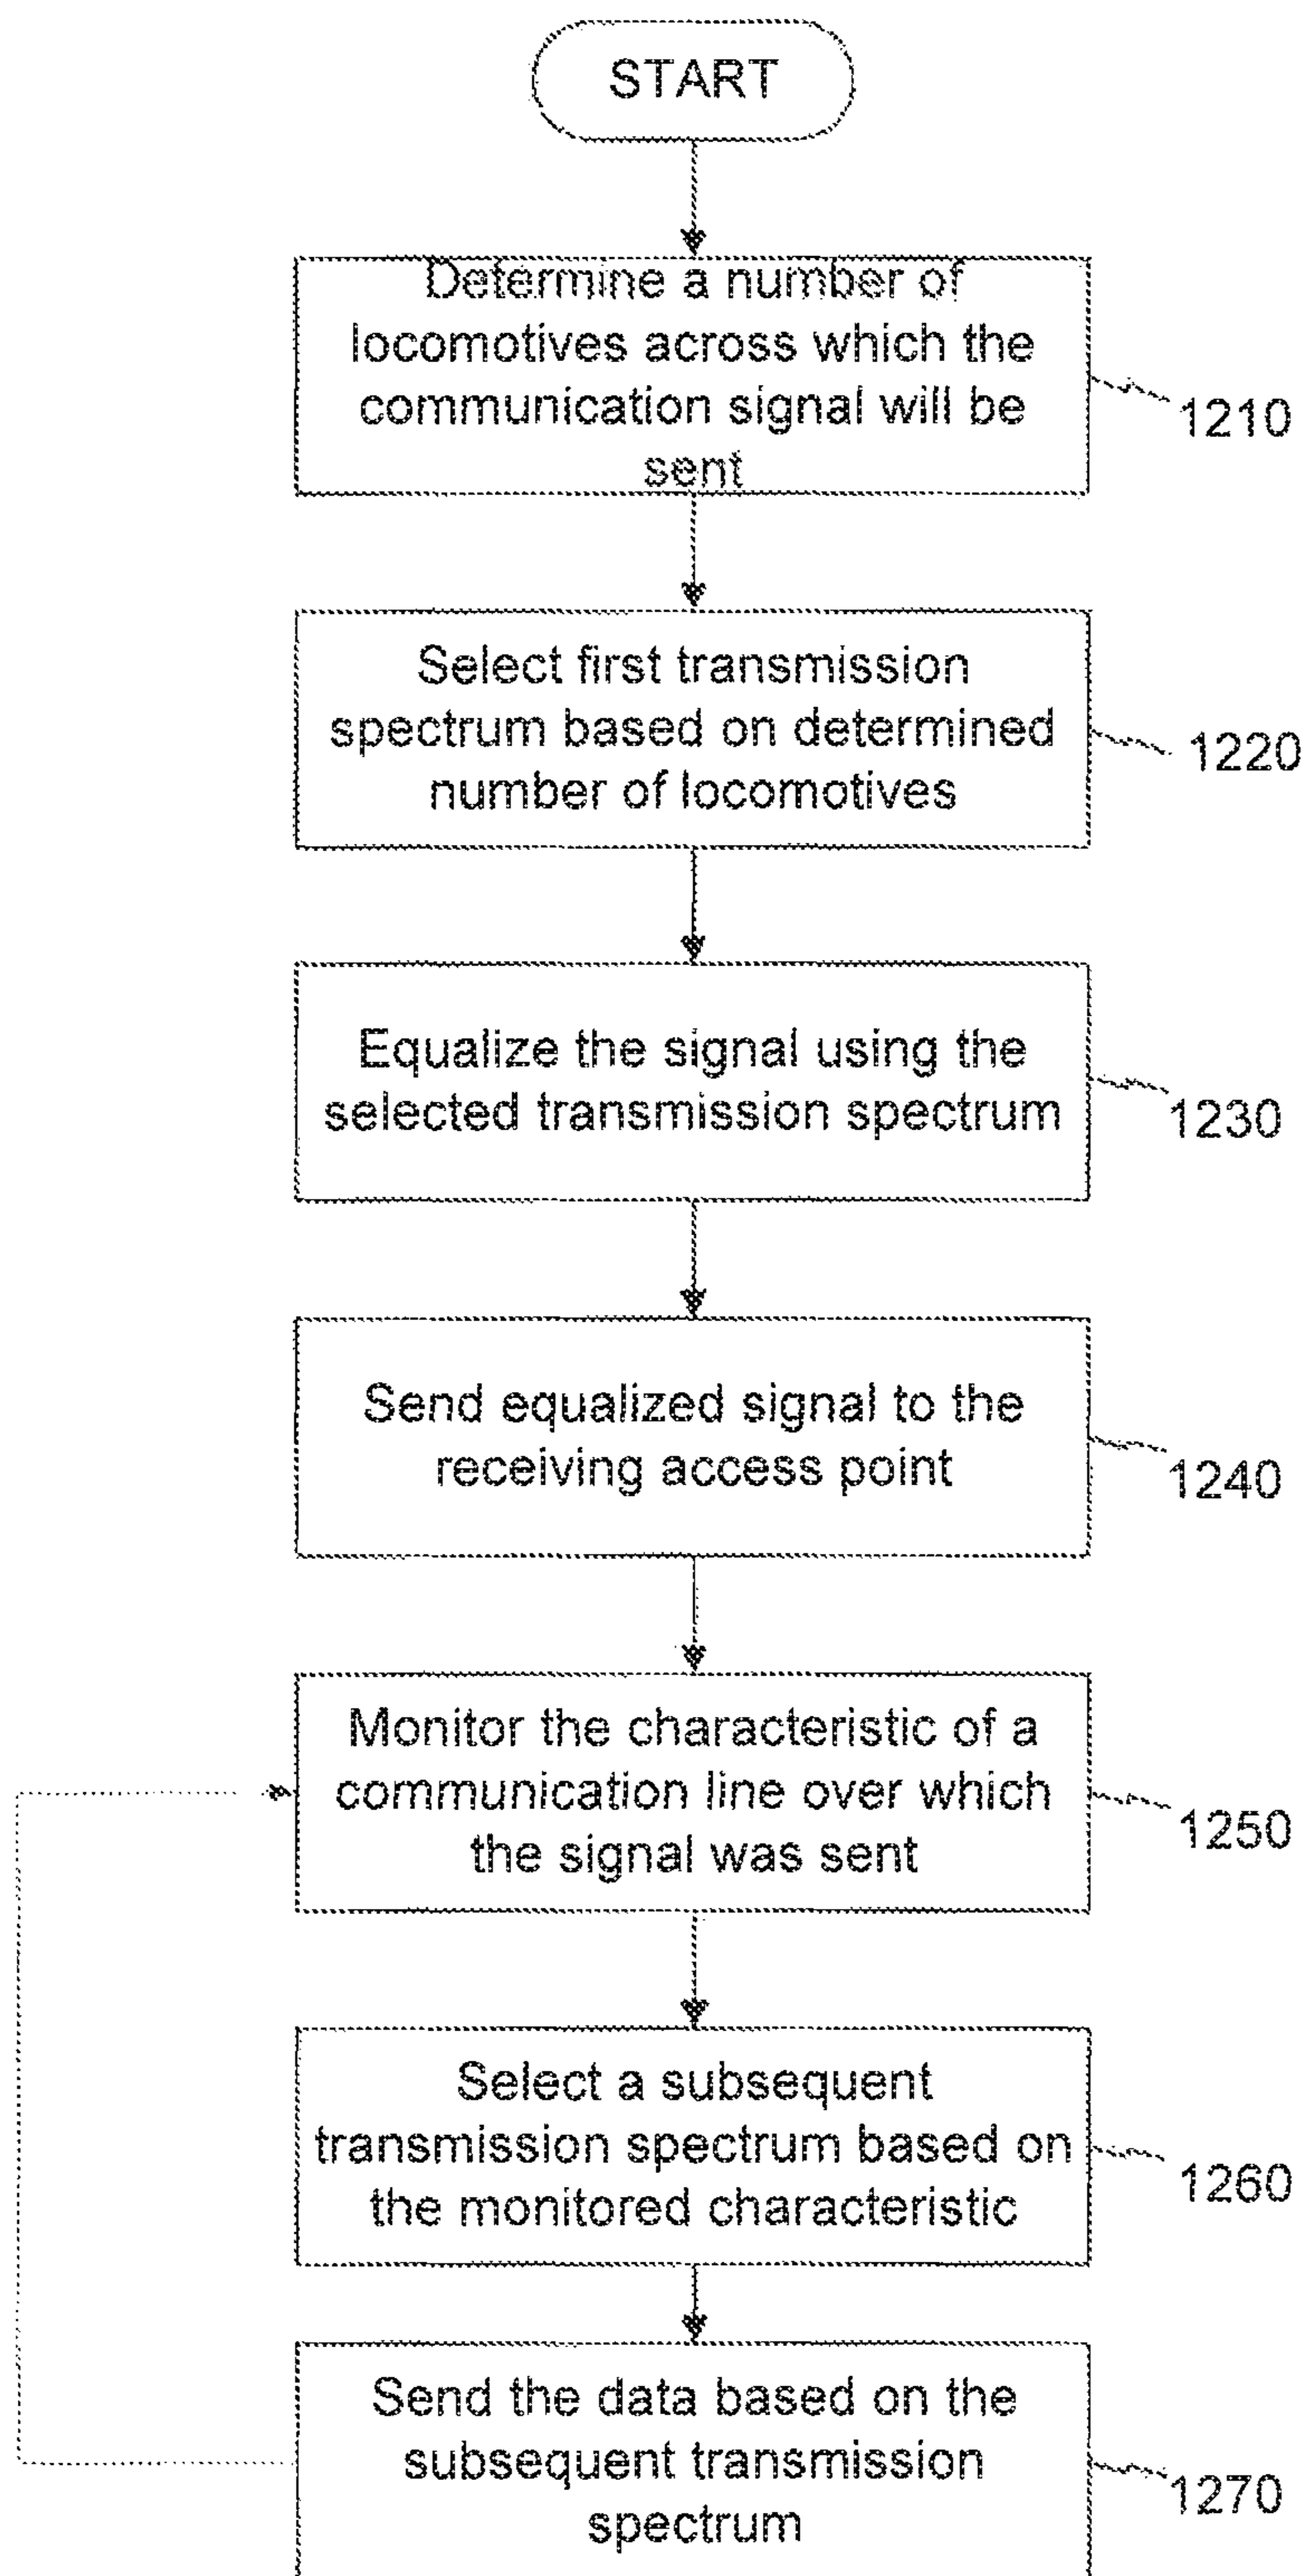 START
Determine a number of
locomotives across which the
communication signal will be
sent
1210
Select first transmission
spectrum based on determined
number of locomotives
1220
Equalize the signal using the
selected transmission spectrum
1230
Send equalized signal to the
receiving access point
1240
Monitor the characteristic of a
communication line over which
the signal was sent
1250
Select a subsequent
transmission spectrum based on
the monitored characteristic
1260
Send the data based on the
subsequent transmission
spectrum
1270